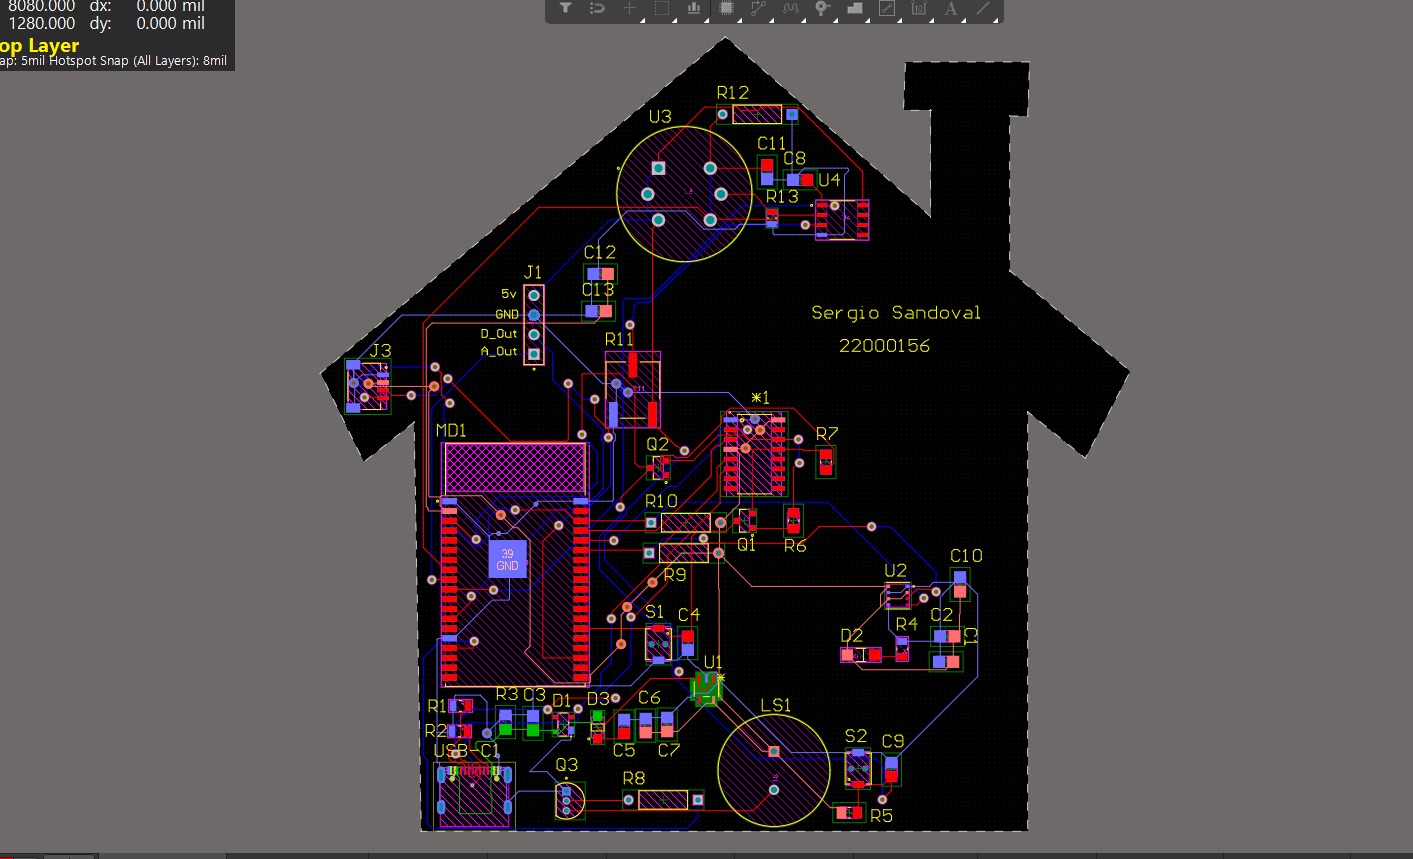 8080.000 dx: 0.000 mil
1280.000 dy: 0.000 mil
op Layer
ap: 5mil Hotspot Snap (All Layers): 8mil
R12
U3
C11
C8
U4
R13
C12
J1
C13
5v
GND
D_Out
A_Out
Sergio Sandoval
22000156
R11
J3
*1
MD1
Q2
R7
R10
Q1
R6
39
GND
R9
C10
U2
S1
C4
C2
R4
D2
C1
U1
*
R1
R3
C3
D1
D3
C6
LS1
R2
C5
C7
S2
C9
USB-C1
Q3
R8
R5